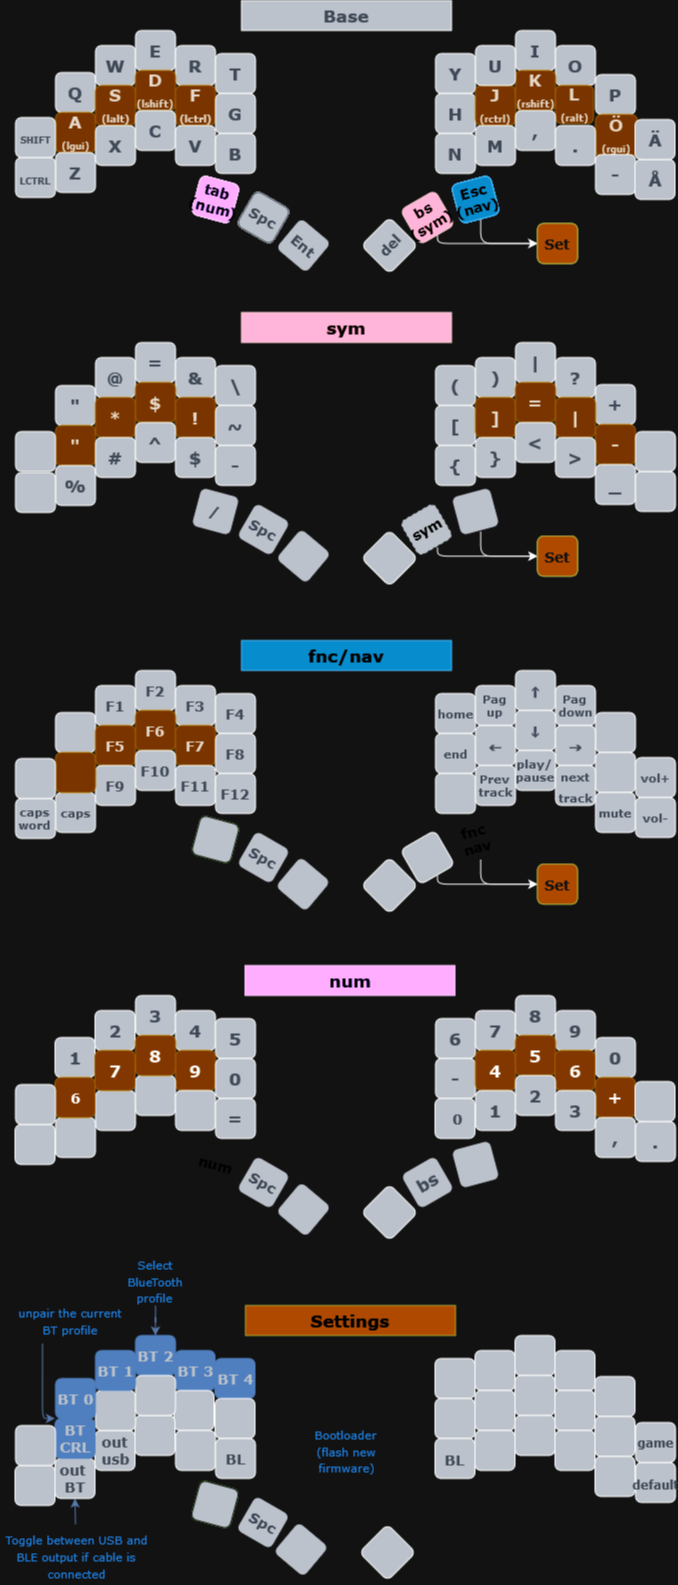 Base
Q W E R T
A (lgui) S (lalt) D (lshift) F (lctrl) G
SHIFT
LCTRL Z X C V B
tab (num) Spc Ent
Y U I O P
H J (rctrl) K (rshift) L (ralt) Ö (rgui) Ä
N M , . - Å
del bs (sym) Esc (nav)
Set
sym
" @ = & \
" * $ ! ~
% # ^ $ -
/ Spc
( ) | ? +
[ ] = | -
{ } < > _
sym
Set
fnc/nav
F1 F2 F3 F4
F5 F6 F7 F8
caps word caps F9 F10 F11 F12
Spc
home Pag up ↑ Pag down
end ← ↓ → vol+
Prev track play/ pause next track mute vol-
fnc nav
Set
num
1 2 3 4 5
6 7 8 9 0
=
num Spc
6 7 8 9 0
- 4 5 6 +
0 1 2 3 , .
bs
Settings
Select
BlueTooth
profile
unpair the current
BT profile
BT 0 BT 1 BT 2 BT 3 BT 4
BT CRL
out BT out usb BL
Spc
Bootloader
(flash new
firmware)
BL game
default
Toggle between USB and
BLE output if cable is
connected